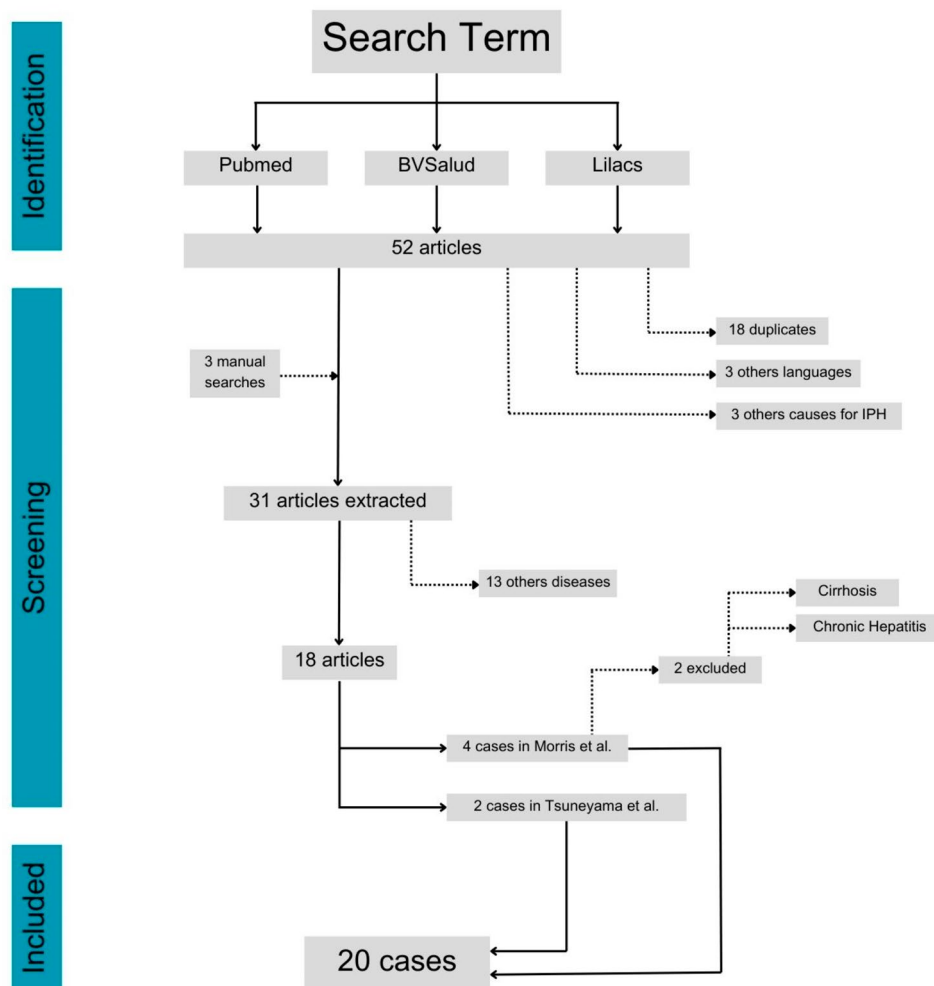 Identification
Search Term
Pubmed
BVSalud
Lilacs
52 articles
18 duplicates
3 others languages
3 others causes for IPH
Screening
3 manual
searches
31 articles extracted
13 others diseases
18 articles
Cirrhosis
Chronic Hepatitis
2 excluded
4 cases in Morris et al.
2 cases in Tsuneyama et al.
Included
20 cases